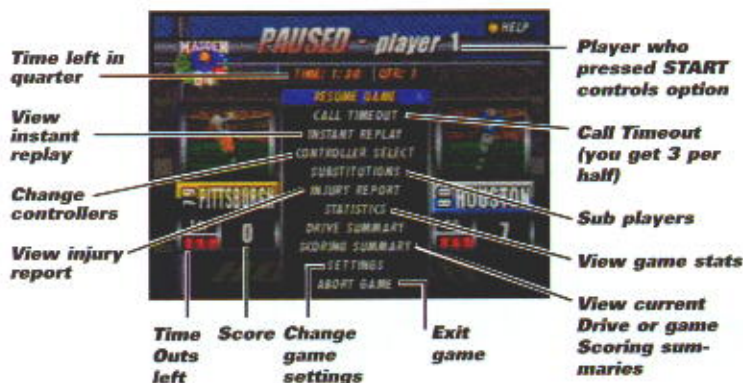 MADDEN
PAUSED - player 1
HELP
TIME: 1:30 QTR: 1
RESUME GAME
CALL TIMEOUT
INSTANT REPLAY
CONTROLLER SELECT
SUBSTITUTIONS
INJURY REPORT
STATISTICS
DRIVE SUMMARY
SCORING SUMMARY
SETTINGS
ABORT GAME
PITTSBURGH
0
HOUSTON
7
Time left in
quarter
View
instant
replay
Change
controllers
View injury
report
Time
Outs
left
Score
Change
game
settings
Exit
game
Player who
pressed START
controls option
Call Timeout
(you get 3 per
half)
Sub players
View game stats
View current
Drive or game
Scoring sum-
maries